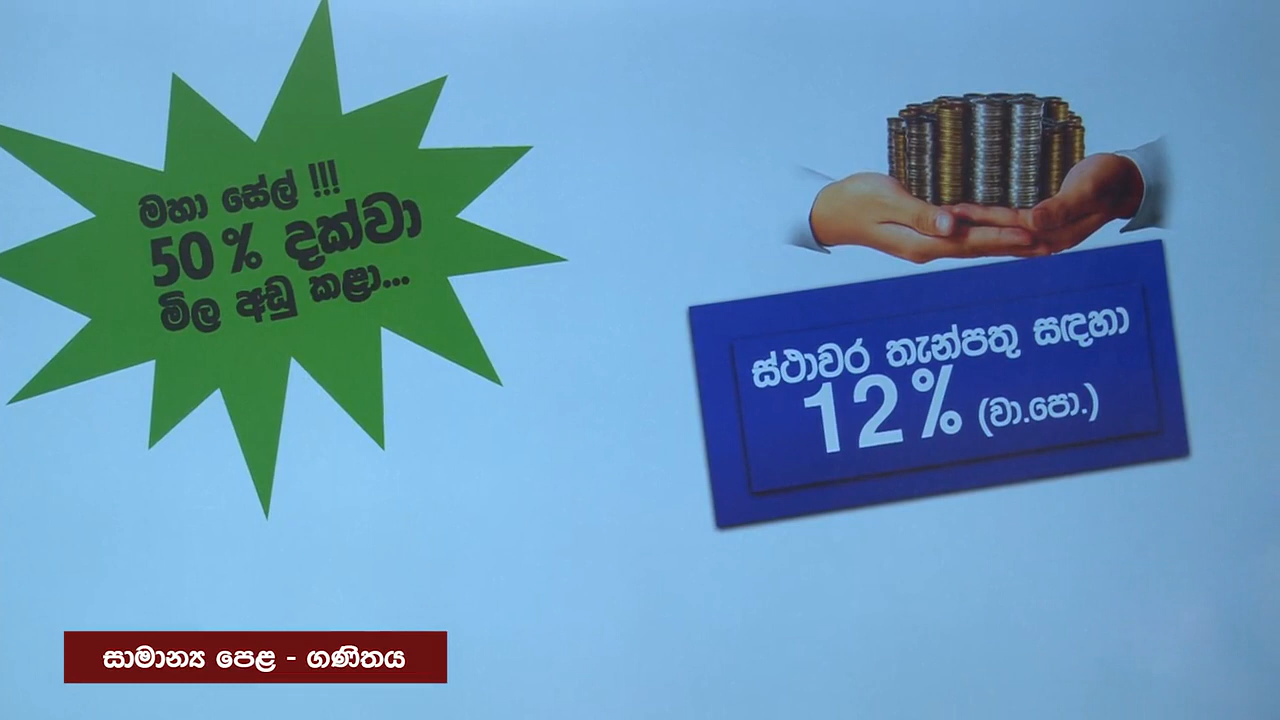 මහා සේල් !!!
50% දක්වා
මිල අඩු කළා...
ස්ථාවර තැන්පතු සඳහා
12% (වා.පො.)
සාමාන්‍ය පෙළ - ගණිතය